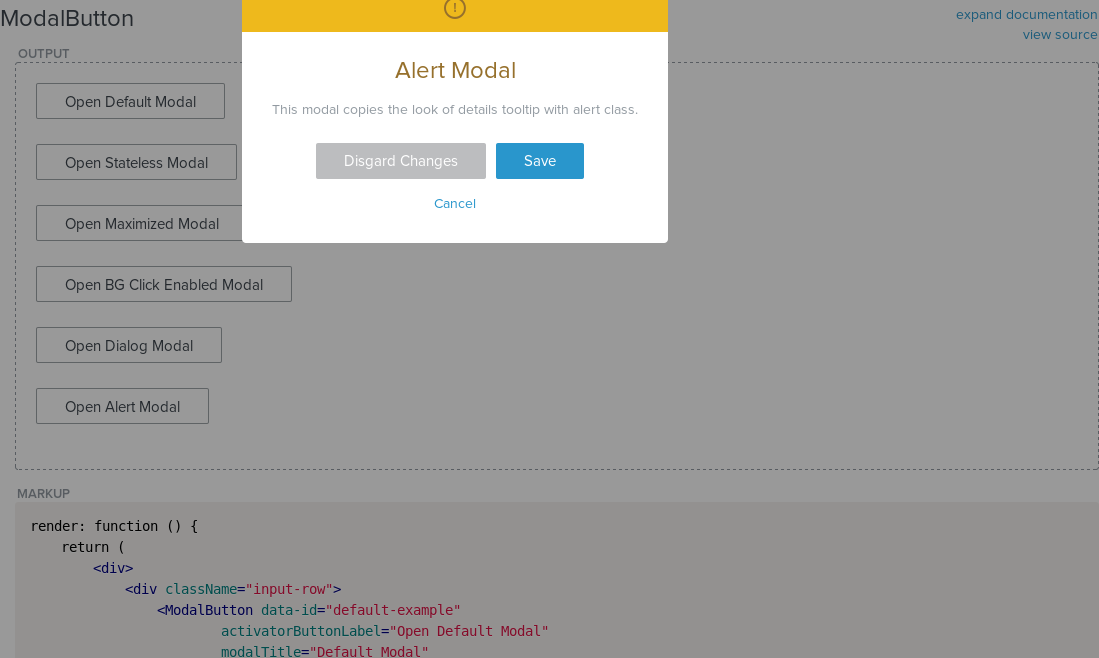 ModalButton
expand documentation
view source
OUTPUT
Open Default Modal
Open Stateless Modal
Open Maximized Modal
Open BG Click Enabled Modal
Open Dialog Modal
Open Alert Modal
!
Alert Modal
This modal copies the look of details tooltip with alert class.
Disgard Changes
Save
Cancel
MARKUP
render: function () {
return (
<div>
<div className="input-row">
<ModalButton data-id="default-example"
activatorButtonLabel="Open Default Modal"
modalTitle="Default Modal"